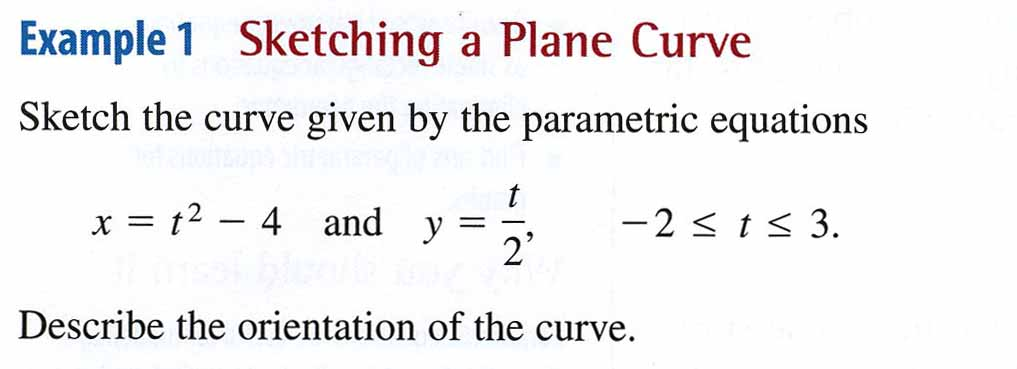 Example 1 Sketching a Plane Curve
Sketch the curve given by the parametric equations
x = t² − 4 and y = t/2, −2 ≤ t ≤ 3.
Describe the orientation of the curve.